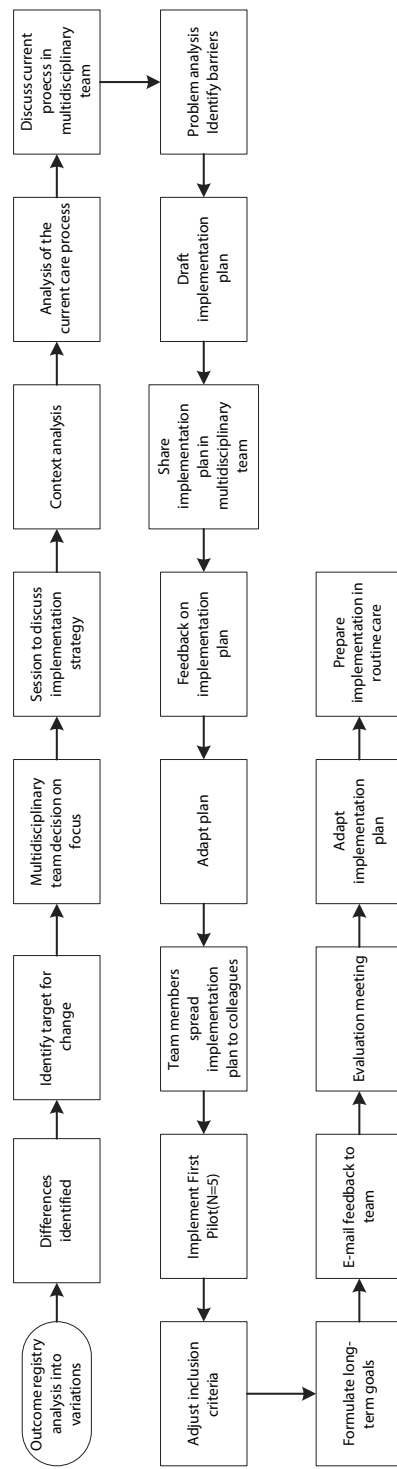 Outcome registry
analysis into
variations
Differences
identified
Identify target for
change
Multidisciplinary
team decision on
focus
Session to discuss
implementation
strategy
Context analysis
Analysis of the
current care process
Discuss current
proecss in
multidisciplinary
team
Problem analysis
Identify barriers
Draft
implementation
plan
Share
implementation
plan in
multidisciplinary
team
Feedback on
implementation
plan
Adapt plan
Team members
spread
implementation
plan to colleagues
Implement First
Pilot(N=5)
Adjust inclusion
criteria
Formulate long-
term goals
E-mail feedback to
team
Evaluation meeting
Adapt
implementation
plan
Prepare
implementation in
routine care